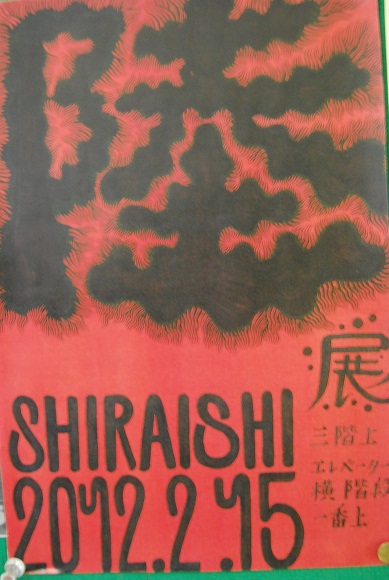 陸
展
SHIRAISHI
2012.2.15
三階上
エレベーター
横階段
一番上